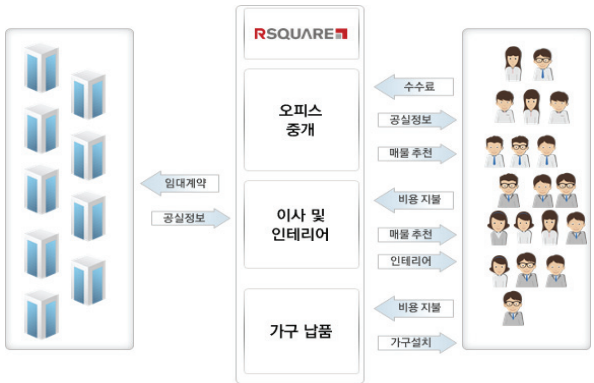 RSQUARE
오피스
중개
이사 및
인테리어
가구 납품
임대계약
공실정보
수수료
공실정보
매물 추천
비용 지불
매물 추천
인테리어
비용 지불
가구설치